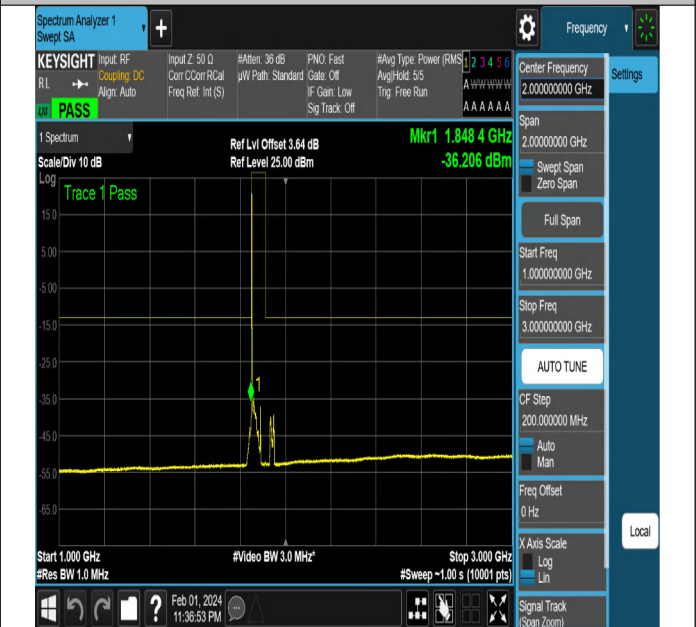 Spectrum Analyzer 1
Swept SA
+
Frequency
KEYSIGHT
RL
Input: RF
Coupling: DC
Align: Auto
Input Z: 50 Ω
Corr CCorr RCal
Freq Ref: Int (S)
#Atten: 36 dB
µW Path: Standard
PNO: Fast
Gate: Off
IF Gain: Low
Sig Track: Off
#Avg Type: Power (RMS
Avg|Hold: 5/5
Trig: Free Run
1 2 3 4 5 6
A W W W W W
A A A A A A
PASS
1 Spectrum
Scale/Div 10 dB
Ref Lvl Offset 3.64 dB
Ref Level 25.00 dBm
Mkr1 1.848 4 GHz
-36.206 dBm
Log
Trace 1 Pass
15.0
5.00
-5.00
-15.0
-25.0
-35.0
-45.0
-55.0
-65.0
1
Start 1.000 GHz
#Res BW 1.0 MHz
#Video BW 3.0 MHz*
Stop 3.000 GHz
#Sweep ~1.00 s (10001 pts)
?
Feb 01, 2024
11:36:53 PM
Center Frequency
2.000000000 GHz
Settings
Span
2.00000000 GHz
Swept Span
Zero Span
Full Span
Start Freq
1.000000000 GHz
Stop Freq
3.000000000 GHz
AUTO TUNE
CF Step
200.000000 MHz
Auto
Man
Freq Offset
0 Hz
X Axis Scale
Log
Lin
Local
Signal Track
(Span Zoom)